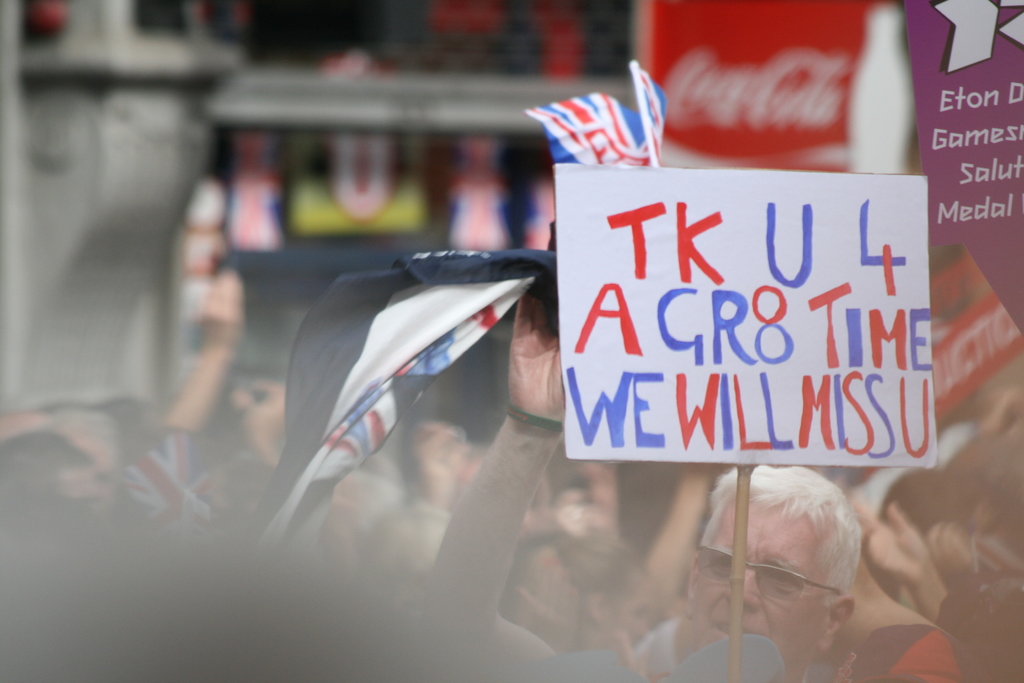 Coca-Cola
Eton D
Games
Salut
Medal
TK U 4
A GR8 TIME
WE WILL MISS U